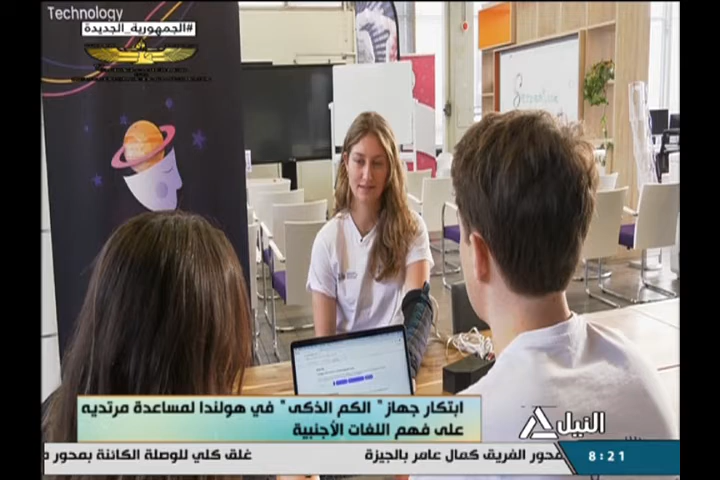 Technology
#الجمهورية_الجديدة
ابتكار جهاز " الكم الذكى " في هولندا لمساعدة مرتديه
على فهم اللغات الأجنبية
النيل
محور الفريق كمال عامر بالجيزة
غلق كلي للوصلة الكائنة بمحور
8:21